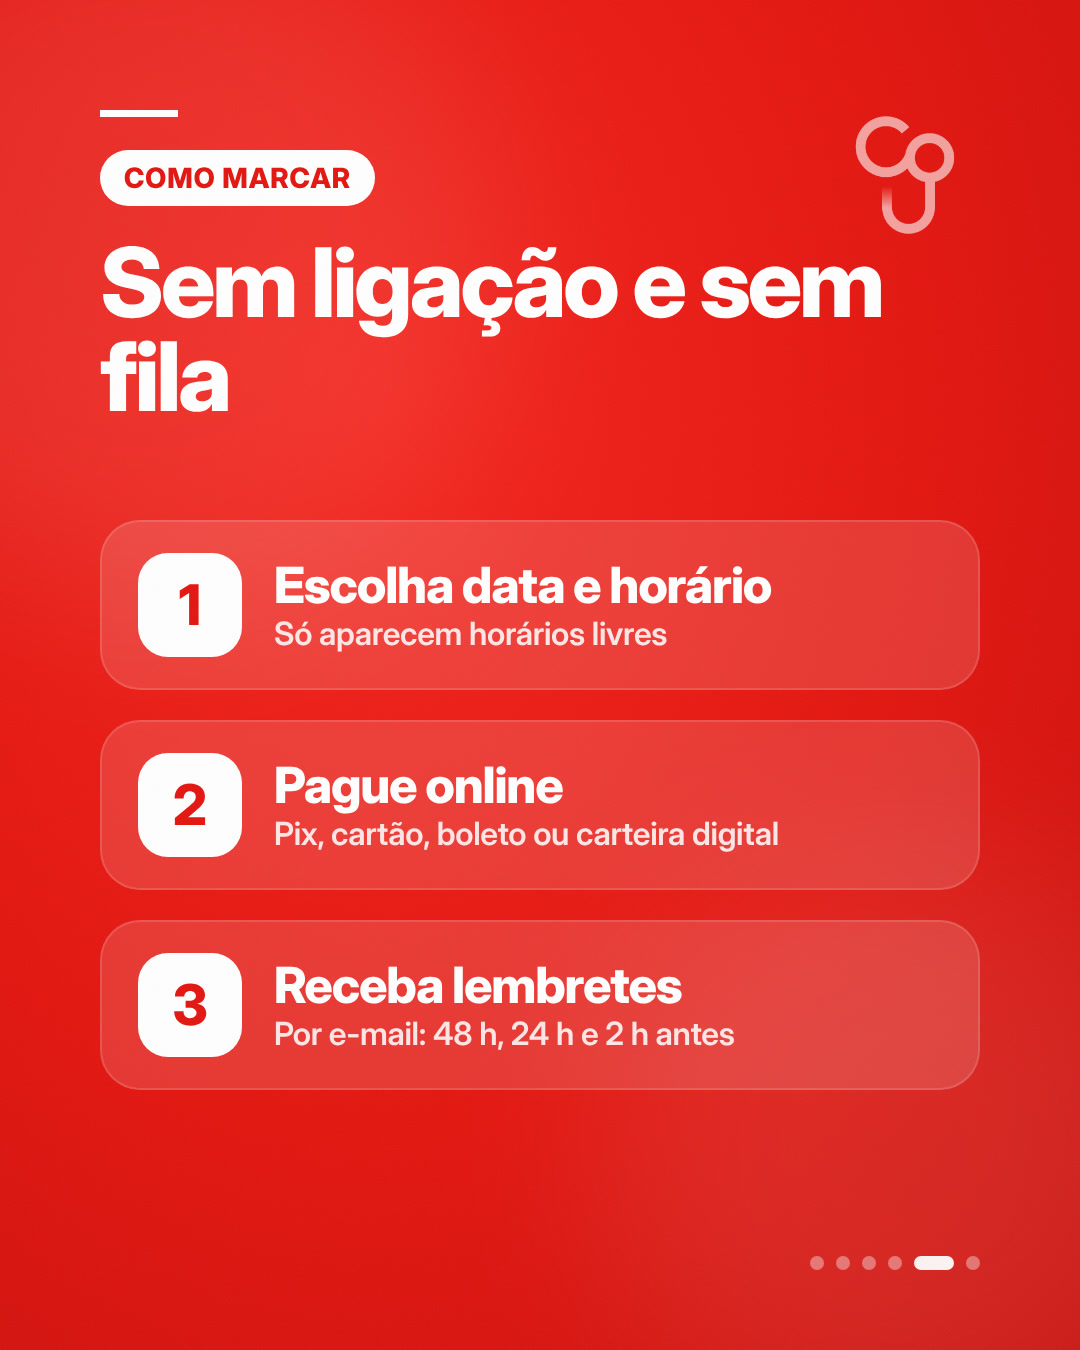 COMO MARCAR
Sem ligação e sem
fila
1
Escolha data e horário
Só aparecem horários livres
2
Pague online
Pix, cartão, boleto ou carteira digital
3
Receba lembretes
Por e-mail: 48 h, 24 h e 2 h antes